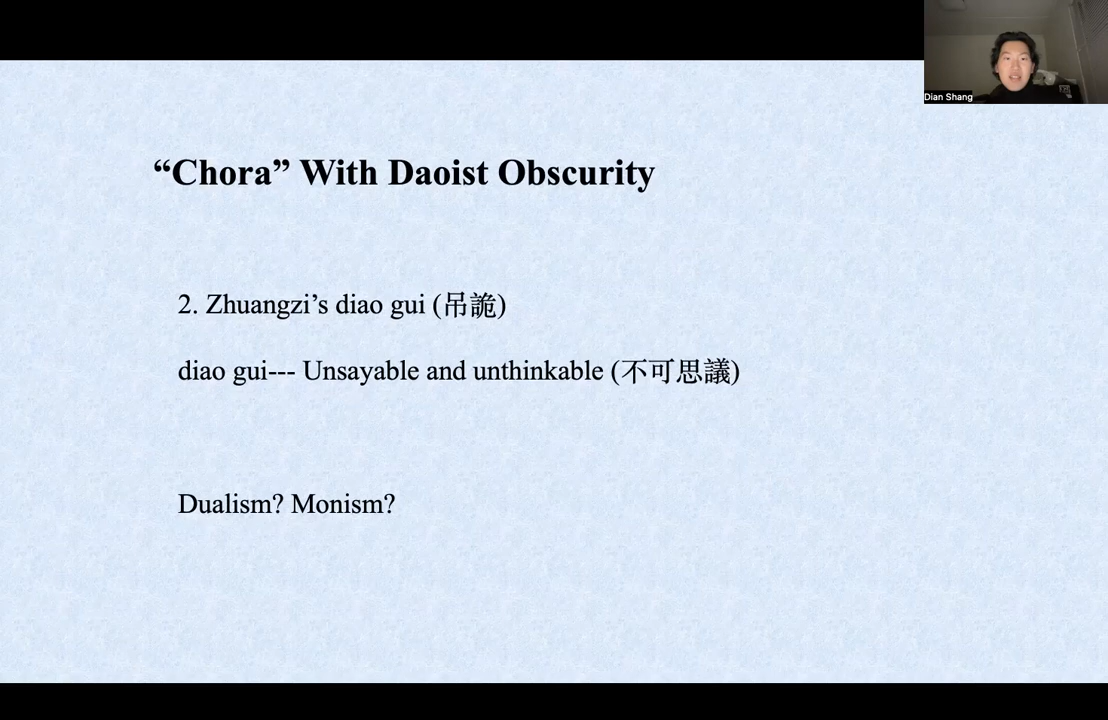 Dian Shang
“Chora” With Daoist Obscurity
2. Zhuangzi’s diao gui (吊詭)
diao gui--- Unsayable and unthinkable (不可思議)
Dualism? Monism?